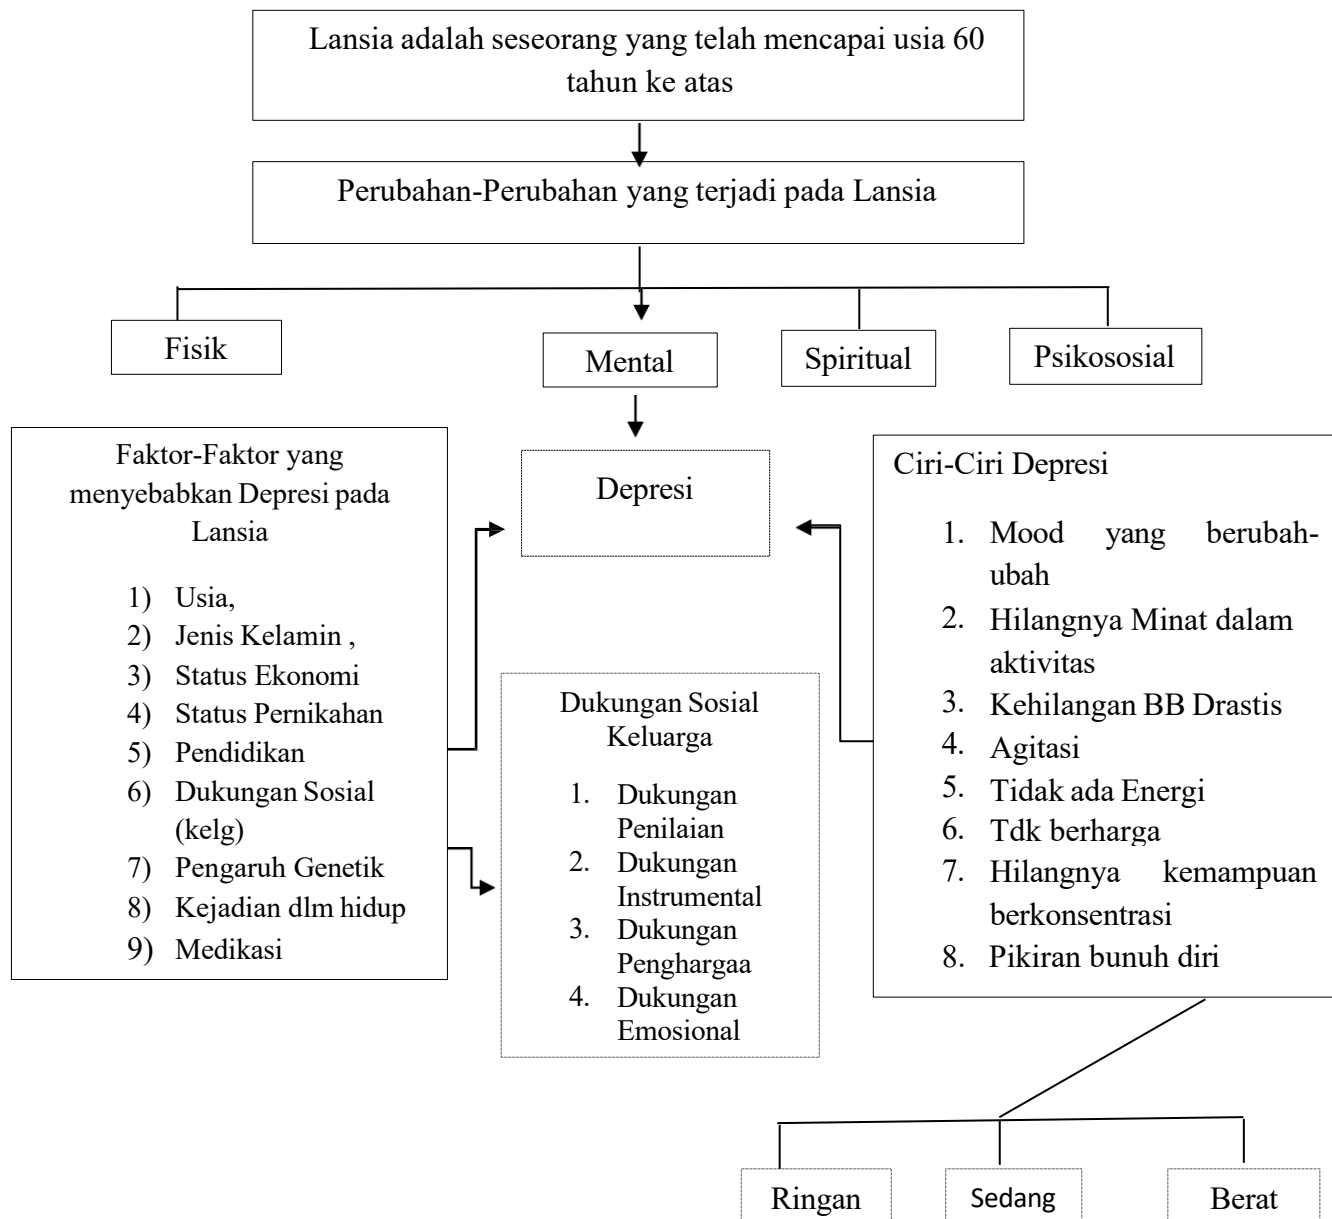 Lansia adalah seseorang yang telah mencapai usia 60
tahun ke atas
Perubahan-Perubahan yang terjadi pada Lansia
Fisik
Mental
Spiritual
Psikososial
Faktor-Faktor yang
menyebabkan Depresi pada
Lansia
1) Usia,
2) Jenis Kelamin ,
3) Status Ekonomi
4) Status Pernikahan
5) Pendidikan
6) Dukungan Sosial
(kelg)
7) Pengaruh Genetik
8) Kejadian dlm hidup
9) Medikasi
Depresi
Dukungan Sosial
Keluarga
1. Dukungan
Penilaian
2. Dukungan
Instrumental
3. Dukungan
Penghargaa
4. Dukungan
Emosional
Ciri-Ciri Depresi
1. Mood yang berubah-
ubah
2. Hilangnya Minat dalam
aktivitas
3. Kehilangan BB Drastis
4. Agitasi
5. Tidak ada Energi
6. Tdk berharga
7. Hilangnya kemampuan
berkonsentrasi
8. Pikiran bunuh diri
Ringan
Sedang
Berat